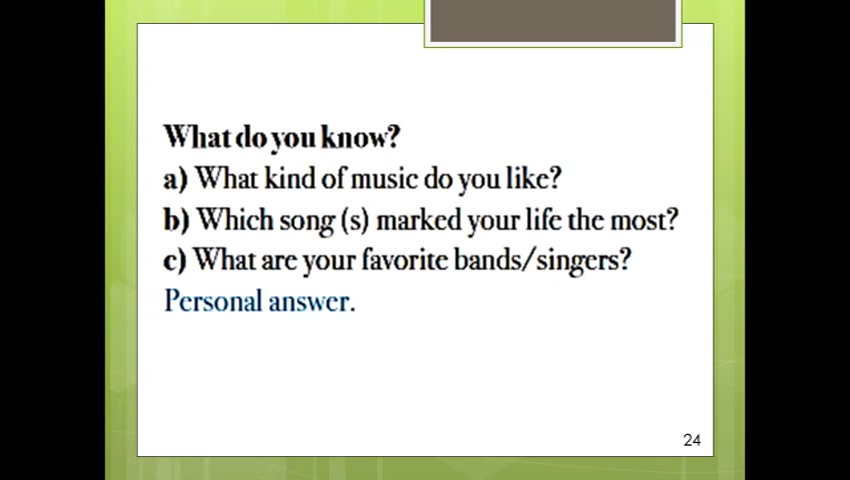 What do you know?
a) What kind of music do you like?
b) Which song (s) marked your life the most?
c) What are your favorite bands/singers?
Personal answer.
24